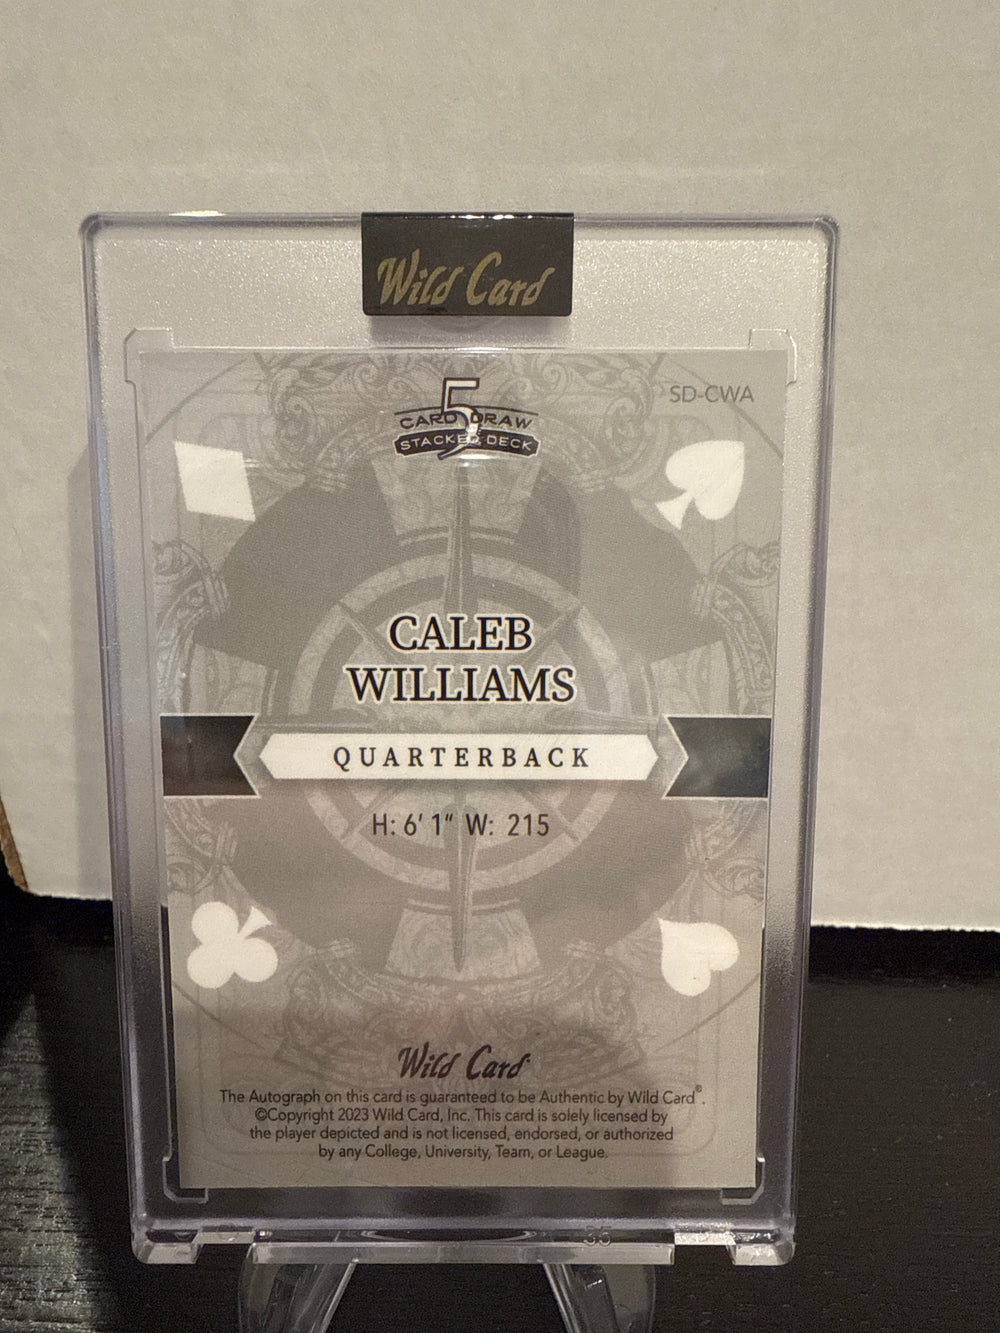 Wild Card
SD-CWA
5
CARD DRAW
STACKED DECK
CALEB
WILLIAMS
QUARTERBACK
H: 6' 1" W: 215
Wild Card
The Autograph on this card is guaranteed to be Authentic by Wild Card®.
©Copyright 2023 Wild Card, Inc. This card is solely licensed by
the player depicted and is not licensed, endorsed, or authorized
by any College, University, Team, or League.
35